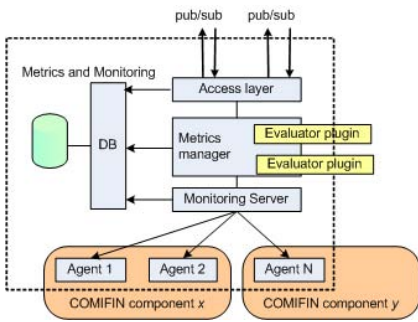 pub/sub pub/sub
Metrics and Monitoring
Access layer
DB
Metrics
manager
Evaluator plugin
Evaluator plugin
Monitoring Server
Agent 1 Agent 2 Agent N
COMIFIN component x COMIFIN component y